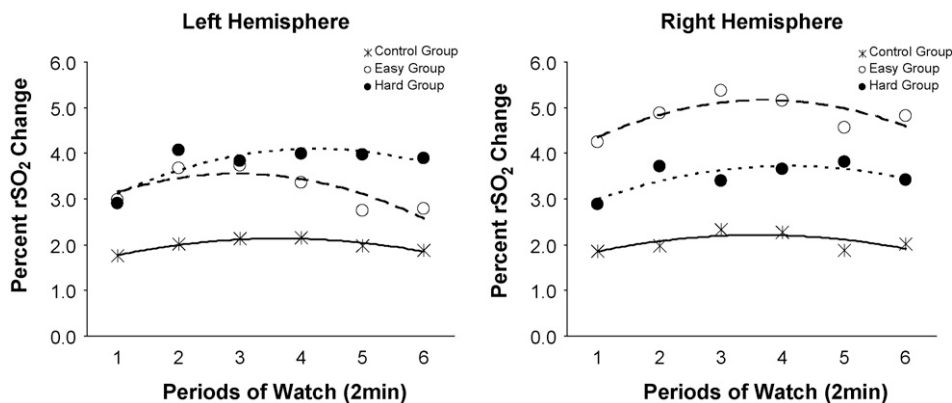 Left Hemisphere
Control Group
Easy Group
Hard Group
6.0
5.0
4.0
3.0
2.0
1.0
0.0
Percent rSO₂ Change
1 2 3 4 5 6
Periods of Watch (2min)
Right Hemisphere
Control Group
Easy Group
Hard Group
6.0
5.0
4.0
3.0
2.0
1.0
0.0
Percent rSO₂ Change
1 2 3 4 5 6
Periods of Watch (2min)